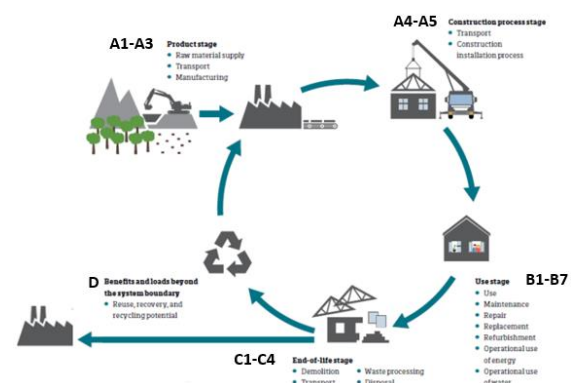 A1-A3
Product stage
• Raw material supply
• Transport
• Manufacturing
A4-A5
Construction process stage
• Transport
• Construction
installation process
B1-B7
Use stage
• Use
• Maintenance
• Repair
• Replacement
• Refurbishment
• Operational use
of energy
• Operational use
of water
C1-C4
End-of-life stage
• Demolition
• Transport
• Waste processing
• Disposal
D
Benefits and loads beyond
the system boundary
• Reuse, recovery, and
recycling potential